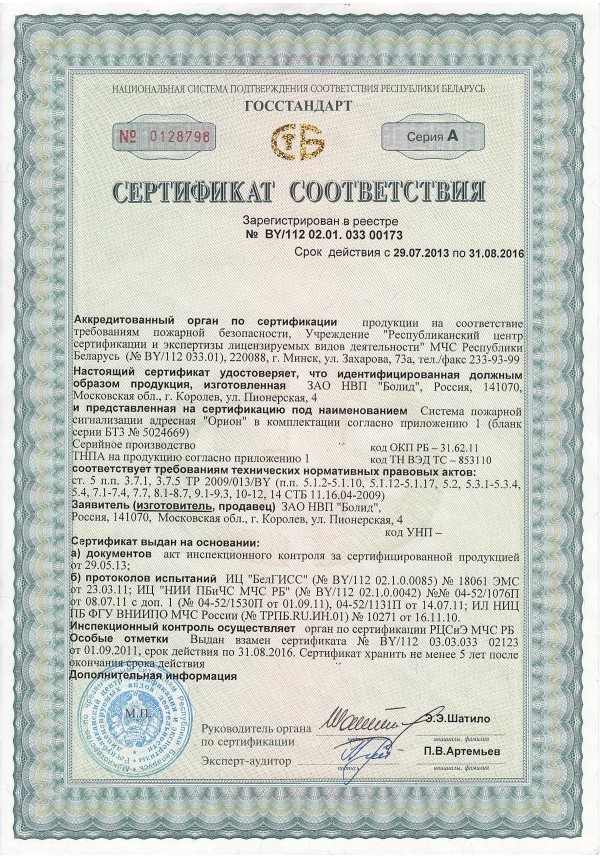 НАЦИОНАЛЬНАЯ СИСТЕМА ПОДТВЕРЖДЕНИЯ СООТВЕТСТВИЯ РЕСПУБЛИКИ БЕЛАРУСЬ
ГОССТАНДАРТ
№ 0128798
СТБ
Серия А
СЕРТИФИКАТ СООТВЕТСТВИЯ
Зарегистрирован в реестре
№ BY/112 02.01. 033 00173
Срок действия с 29.07.2013 по 31.08.2016
Аккредитованный орган по сертификации продукции на соответствие
требованиям пожарной безопасности, Учреждение "Республиканский центр
сертификации и экспертизы лицензируемых видов деятельности" МЧС Республики
Беларусь (№ BY/112 033.01), 220088, г. Минск, ул. Захарова, 73а, тел./факс 233-93-99
Настоящий сертификат удостоверяет, что идентифицированная должным
образом продукция, изготовленная ЗАО НВП "Болид", Россия, 141070,
Московская обл., г. Королев, ул. Пионерская, 4
и представленная на сертификацию под наименованием Система пожарной
сигнализации адресная "Орион" в комплектации согласно приложению 1 (бланк
серии БТЗ № 5024669)
Серийное производство код ОКП РБ – 31.62.11
ТНПА на продукцию согласно приложению 1 код ТН ВЭД ТС – 853110
соответствует требованиям технических нормативных правовых актов:
ст. 5 п.п. 3.7.1, 3.7.5 ТР 2009/013/BY (п.п. 5.1.2-5.1.10, 5.1.12-5.1.17, 5.2, 5.3.1-5.3.4,
5.4, 7.1-7.4, 7.7, 8.1-8.7, 9.1-9.3, 10-12, 14 СТБ 11.16.04-2009)
Заявитель (изготовитель, продавец) ЗАО НВП "Болид",
Россия, 141070, Московская обл., г. Королев, ул. Пионерская, 4
код УНП –
Сертификат выдан на основании:
а) документов акт инспекционного контроля за сертифицированной продукцией
от 29.05.13;
б) протоколов испытаний ИЦ "БелГИСС" (№ BY/112 02.1.0.0085) № 18061 ЭМС
от 23.03.11; ИЦ "НИИ ПБиЧС МЧС РБ" (№ BY/112 02.1.0.0042) №№ 04-52/1076П
от 08.07.11 с доп. 1 (№ 04-52/1530П от 01.09.11), 04-52/1131П от 14.07.11; ИЛ НИЦ
ПБ ФГУ ВНИИПО МЧС России (№ ТРПБ.RU.ИН.01) № 10271 от 16.11.10.
Инспекционный контроль осуществляет орган по сертификации РЦСиЭ МЧС РБ
Особые отметки Выдан взамен сертификата № BY/112 03.03.033 02123
от 01.09.2011, срок действия до 31.08.2016. Сертификат хранить не менее 5 лет после
окончания срока действия
Дополнительная информация
М.П.
Руководитель органа
по сертификации
Э.Э.Шатило
инициалы, фамилия
Эксперт-аудитор
подпись
П.В.Артемьев
инициалы, фамилия